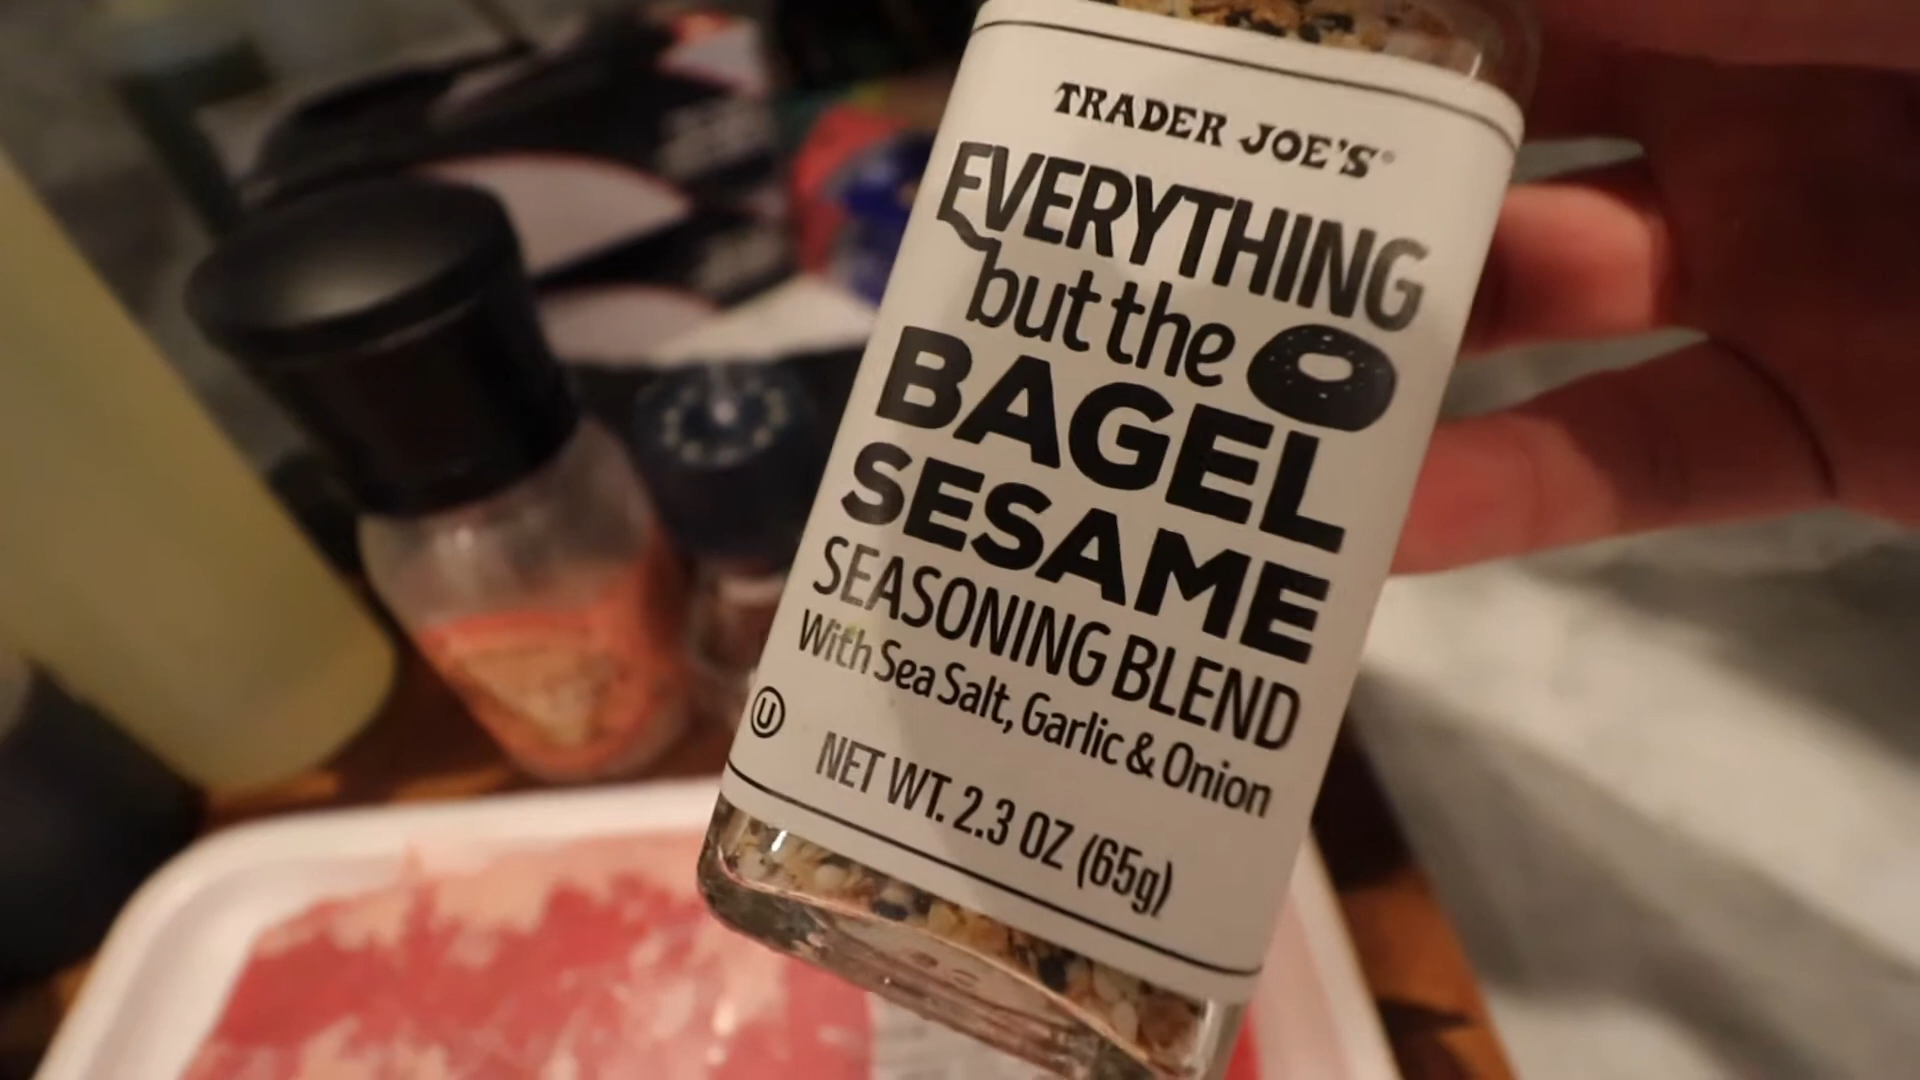 TRADER JOE'S®
EVERYTHING
but the
BAGEL
SESAME
SEASONING BLEND
With Sea Salt, Garlic & Onion
U
NET WT. 2.3 OZ (65g)